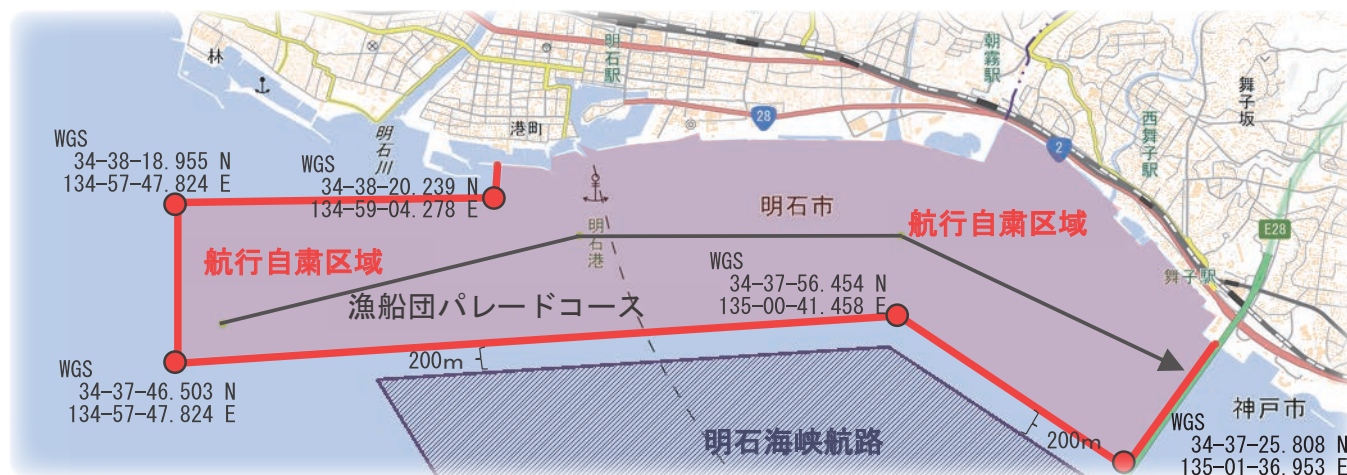 林
明石川
港町
明石駅
28
朝霧駅
2
西舞子駅
舞子坂
E28
舞子駅
WGS
34-38-18.955 N
134-57-47.824 E
WGS
34-38-20.239 N
134-59-04.278 E
明石港
明石市
航行自粛区域
航行自粛区域
漁船団パレードコース
WGS
34-37-56.454 N
135-00-41.458 E
200m
WGS
34-37-46.503 N
134-57-47.824 E
明石海峡航路
200m
神戸市
WGS
34-37-25.808 N
135-01-36.953 E